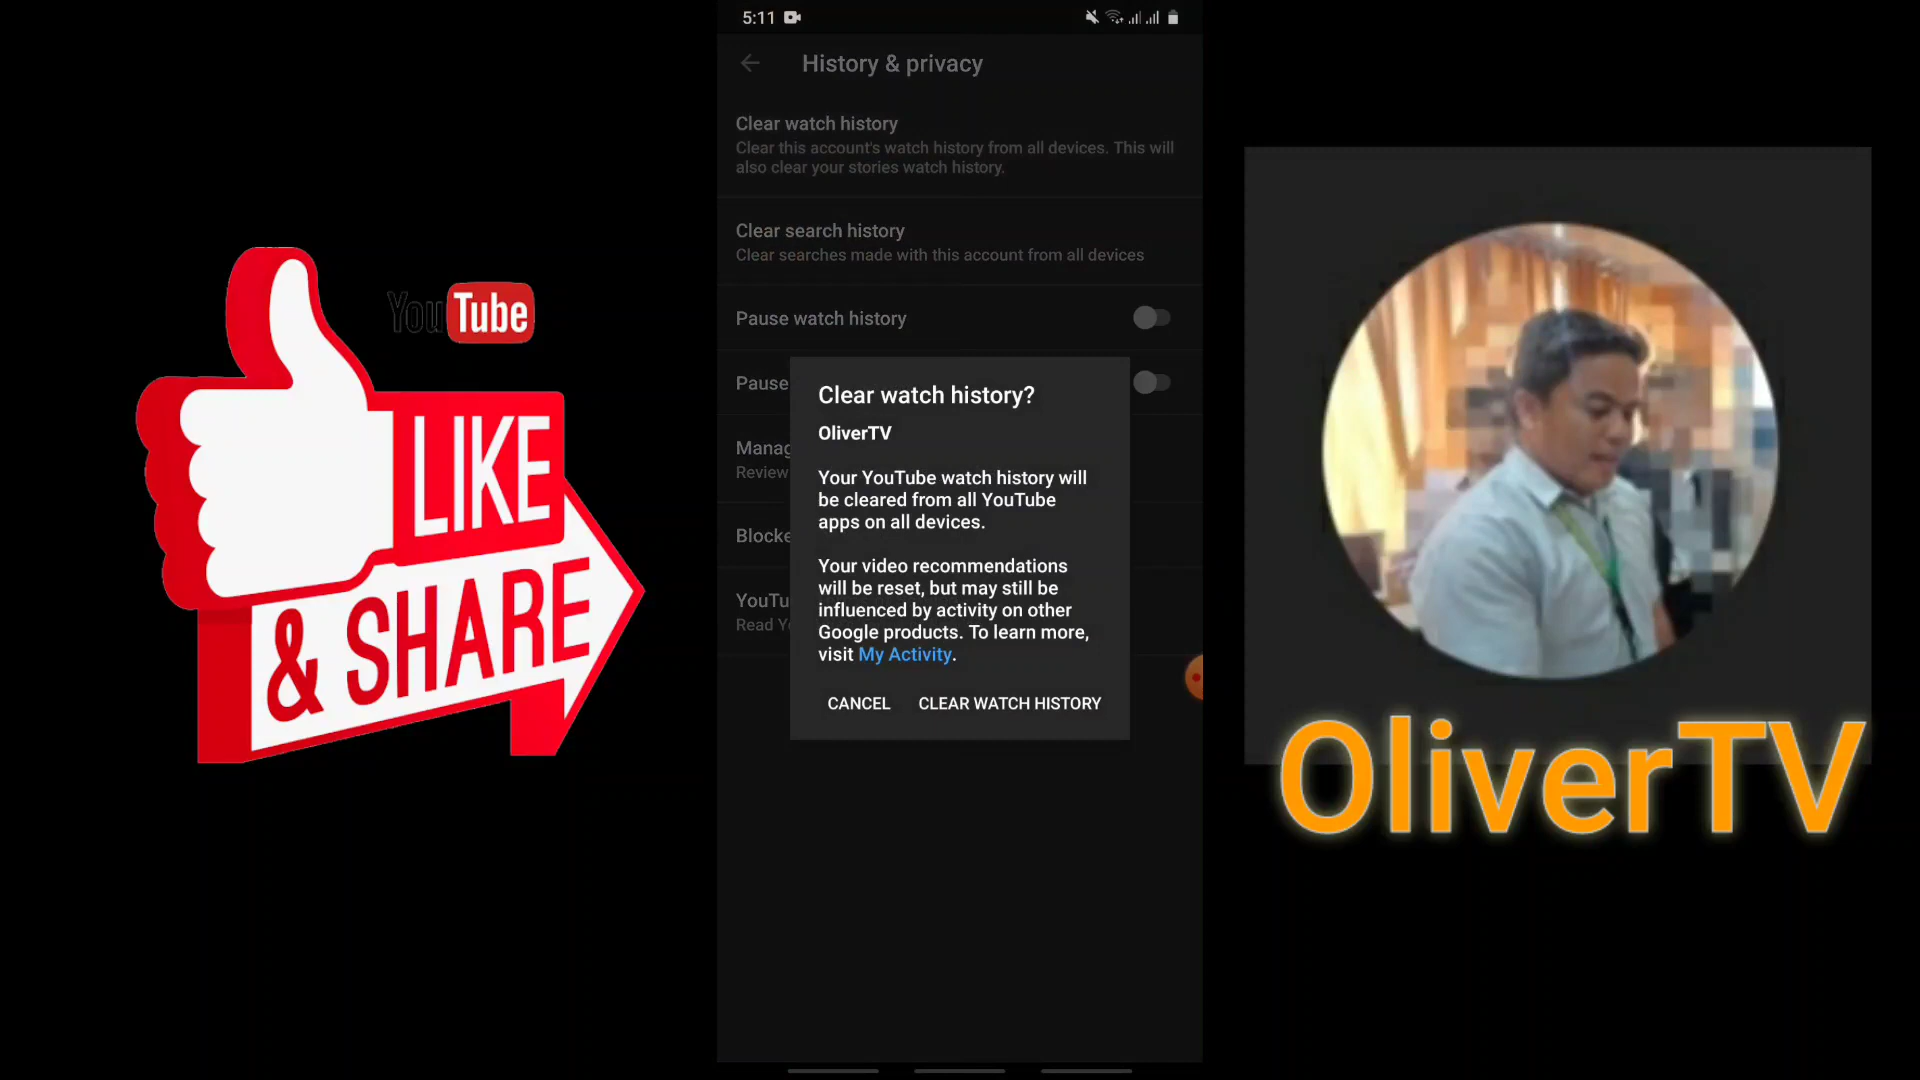 5:11
History & privacy
Clear watch history
Clear this account's watch history from all devices. This will
also clear your stories watch history.
Clear search history
Clear searches made with this account from all devices
Pause watch history
Pause
Manag
Review
Blocke
YouTu
Read Y
Clear watch history?
OliverTV
Your YouTube watch history will
be cleared from all YouTube
apps on all devices.
Your video recommendations
will be reset, but may still be
influenced by activity on other
Google products. To learn more,
visit My Activity.
CANCEL CLEAR WATCH HISTORY
YouTube
LIKE
& SHARE
OliverTV